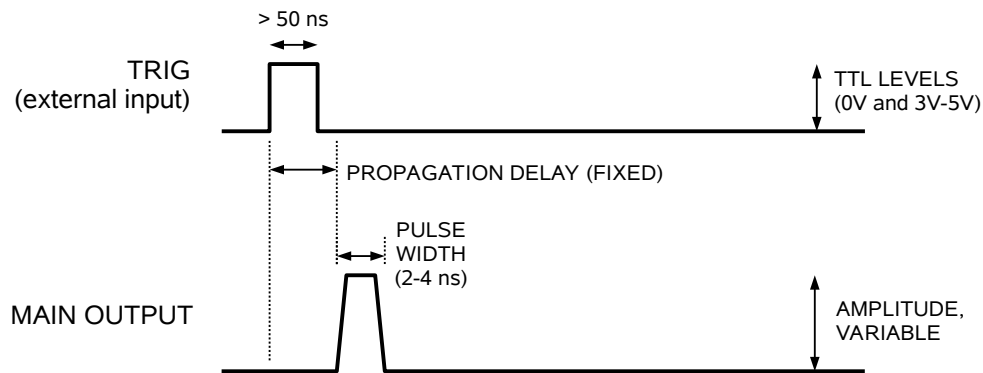 > 50 ns
TRIG
(external input)
TTL LEVELS
(0V and 3V-5V)
PROPAGATION DELAY (FIXED)
PULSE
WIDTH
(2-4 ns)
MAIN OUTPUT
AMPLITUDE,
VARIABLE